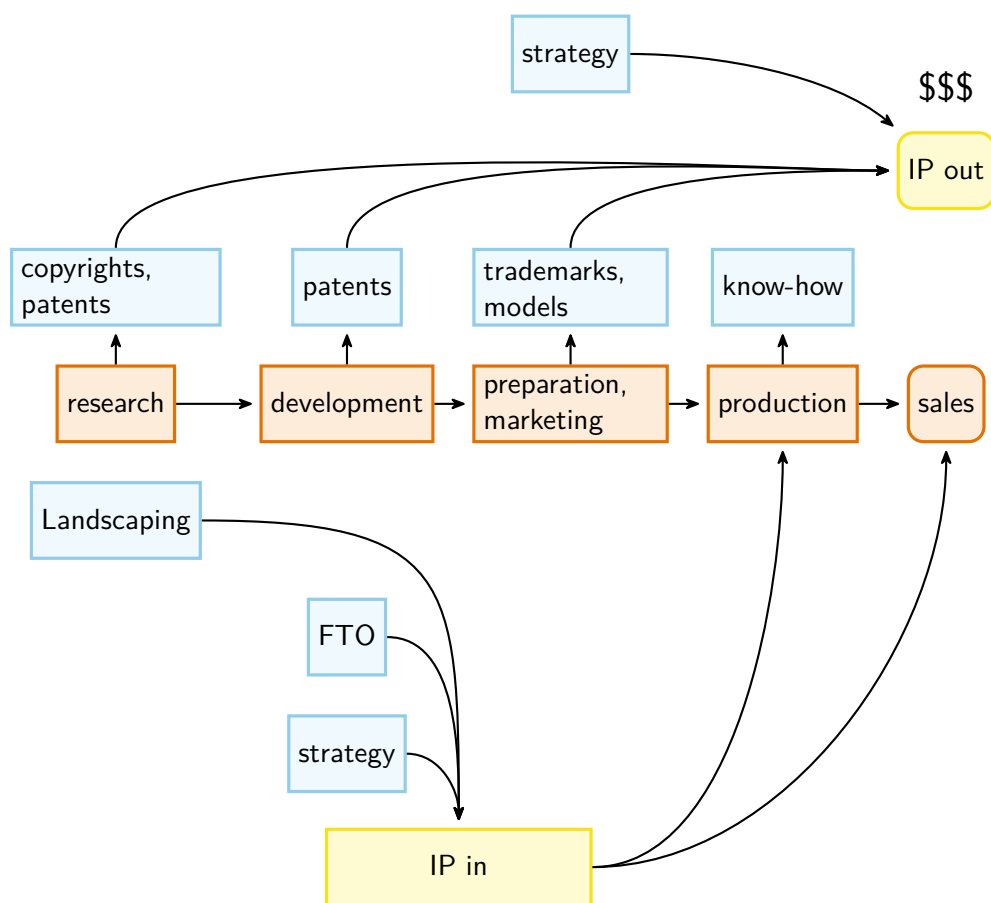 strategy
$$$
IP out
copyrights,
patents
patents
trademarks,
models
know-how
research
development
preparation,
marketing
production
sales
Landscaping
FTO
strategy
IP in